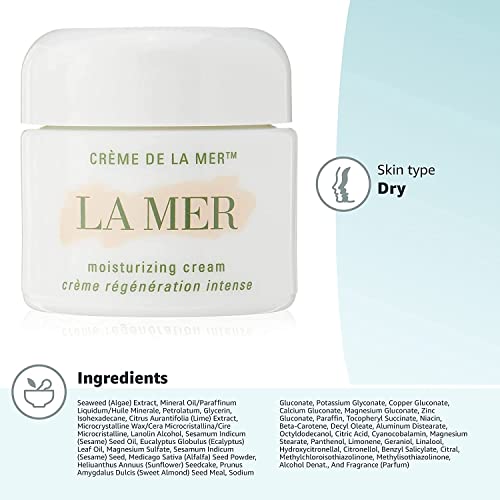 CRÈME DE LA MER™
LA MER
moisturizing cream
crème régénération intense
Skin type
Dry
Ingredients
Seaweed (Algae) Extract, Mineral Oil/Paraffinum
Liquidum/Huile Minerale, Petrolatum, Glycerin,
Isohexadecane, Citrus Aurantifolia (Lime) Extract,
Microcrystalline Wax/Cera Microcristallina/Cire
Microcristalline, Lanolin Alcohol, Sesamum Indicum
(Sesame) Seed Oil, Eucalyptus Globulus (Eucalyptus)
Leaf Oil, Magnesium Sulfate, Sesamum Indicum
(Sesame) Seed, Medicago Sativa (Alfalfa) Seed Powder,
Helianthus Annuus (Sunflower) Seedcake, Prunus
Amygdalus Dulcis (Sweet Almond) Seed Meal, Sodium
Gluconate, Potassium Glyconate, Copper Gluconate,
Calcium Gluconate, Magnesium Gluconate, Zinc
Gluconate, Paraffin, Tocopheryl Succinate, Niacin,
Beta-Carotene, Decyl Oleate, Aluminum Distearate,
Octyldodecanol, Citric Acid, Cyanocobalamin, Magnesium
Stearate, Panthenol, Limonene, Geraniol, Linalool,
Hydroxycitronellal, Citronellol, Benzyl Salicylate, Citral,
Methylchloroisothiazolinone, Methylisothiazolinone,
Alcohol Denat., And Fragrance (Parfum)